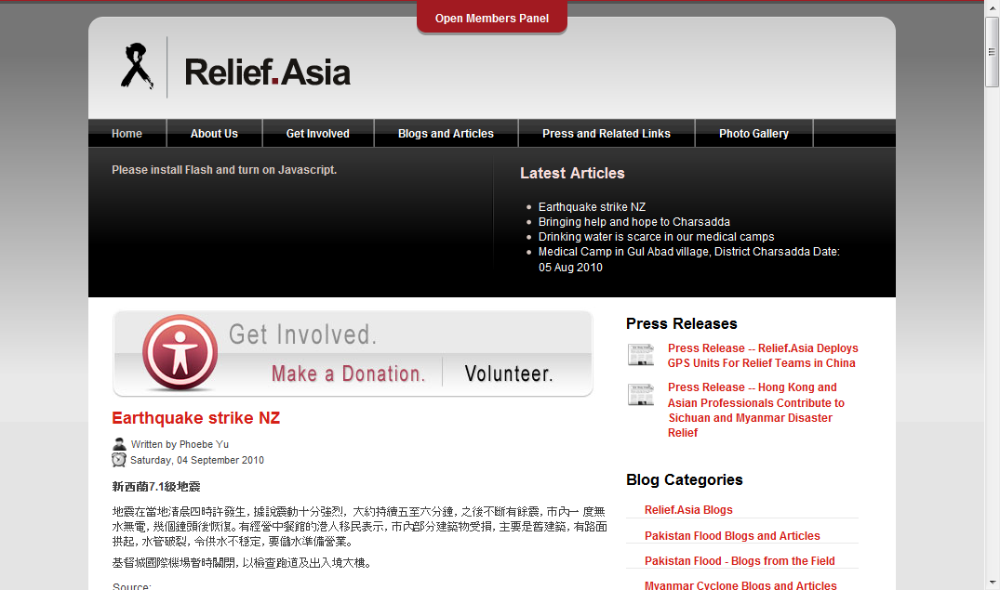 Open Members Panel
Relief.Asia
Home
About Us
Get Involved
Blogs and Articles
Press and Related Links
Photo Gallery
Please install Flash and turn on Javascript.
Latest Articles
Earthquake strike NZ
Bringing help and hope to Charsadda
Drinking water is scarce in our medical camps
Medical Camp in Gul Abad village, District Charsadda Date:
05 Aug 2010
Get Involved.
Make a Donation.
Volunteer.
Earthquake strike NZ
Written by Phoebe Yu
Saturday, 04 September 2010
新西蘭7.1級地震
地震在當地清晨四時許發生, 據說震動十分強烈, 大約持續五至六分鐘, 之後不斷有餘震, 市內一 度無
水無電, 幾個鐘頭後恢復。有經營中餐館的港人移民表示, 市內部分建築物受損, 主要是舊建築, 有路面
拱起, 水管破裂, 令供水不穩定, 要儲水準備營業。
基督城國際機場暫時關閉, 以檢查跑道及出入境大樓。
Source:
Press Releases
Press Release -- Relief.Asia Deploys
GPS Units For Relief Teams in China
Press Release -- Hong Kong and
Asian Professionals Contribute to
Sichuan and Myanmar Disaster
Relief
Blog Categories
Relief.Asia Blogs
Pakistan Flood Blogs and Articles
Pakistan Flood - Blogs from the Field
Myanmar Cyclone Blogs and Articles